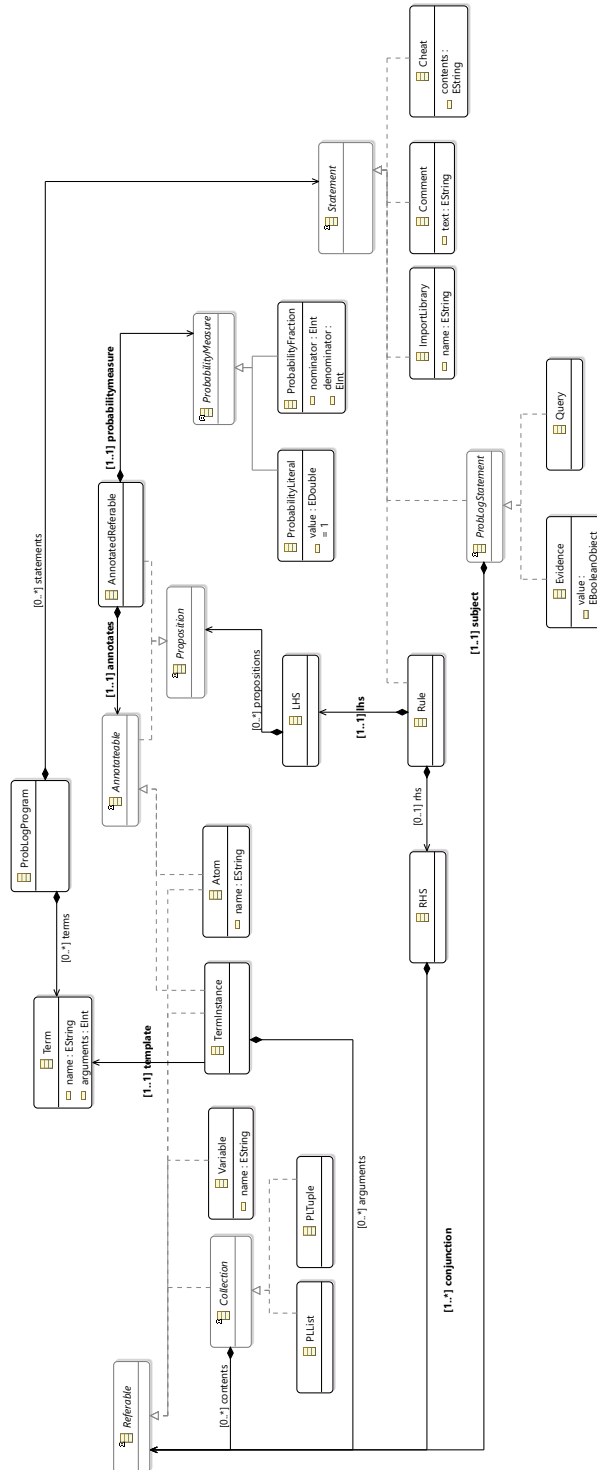 ProbLogProgram
[0..*] statements
[0..*] terms
Term
name : EString
arguments : EInt
[1..1] template
Referable
Annotateable
[1..1] annotates
AnnotatedReferable
[1..1] probabilitymeasure
ProbabilityMeasure
Proposition
[0..*] propositions
Collection
[0..*] contents
Variable
name : EString
TermInstance
Atom
name : EString
LHS
[1..1] lhs
ProbabilityLiteral
value : EDouble
= 1
ProbabilityFraction
nominator : EInt
denominator :
EInt
Statement
PLList
PLTuple
[0..*] arguments
RHS
[0..1] rhs
Rule
ImportLibrary
name : EString
Comment
text : EString
Cheat
contents :
EString
[1..*] conjunction
[1..1] subject
ProbLogStatement
Evidence
value :
EBooleanObject
Query